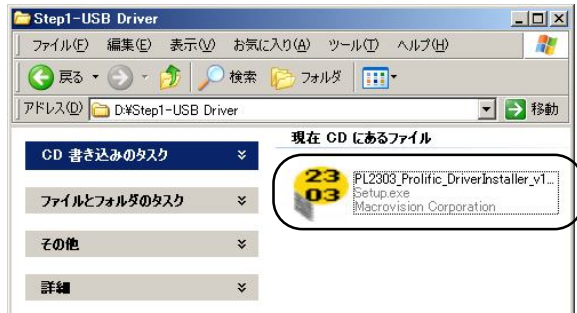 Step1-USB Driver
ファイル(F) 編集(E) 表示(V) お気に入り(A) ツール(T) ヘルプ(H)
戻る 検索 フォルダ
アドレス(D) D:¥Step1-USB Driver 移動
現在 CD にあるファイル
CD 書き込みのタスク
23
03
PL2303_Prolific_DriverInstaller_v1...
Setup.exe
Macrovision Corporation
ファイルとフォルダのタスク
その他
詳細